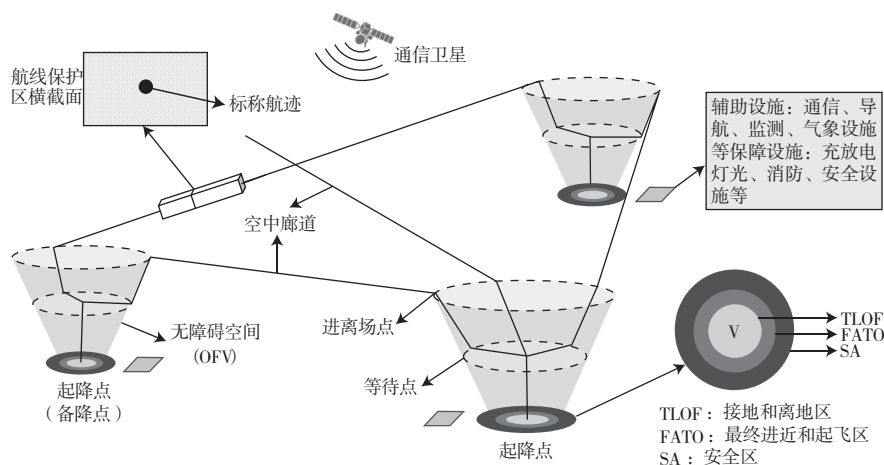 通信卫星
航线保护
区横截面
标称航迹
辅助设施：通信、导
航、监测、气象设施
等保障设施：充放电
灯光、消防、安全设
施等
空中廊道
无障碍空间
(OFV)
进离场点
等待点
起降点
（备降点）
起降点
V
TLOF
FATO
SA
TLOF：接地和离地区
FATO：最终进近和起飞区
SA：安全区